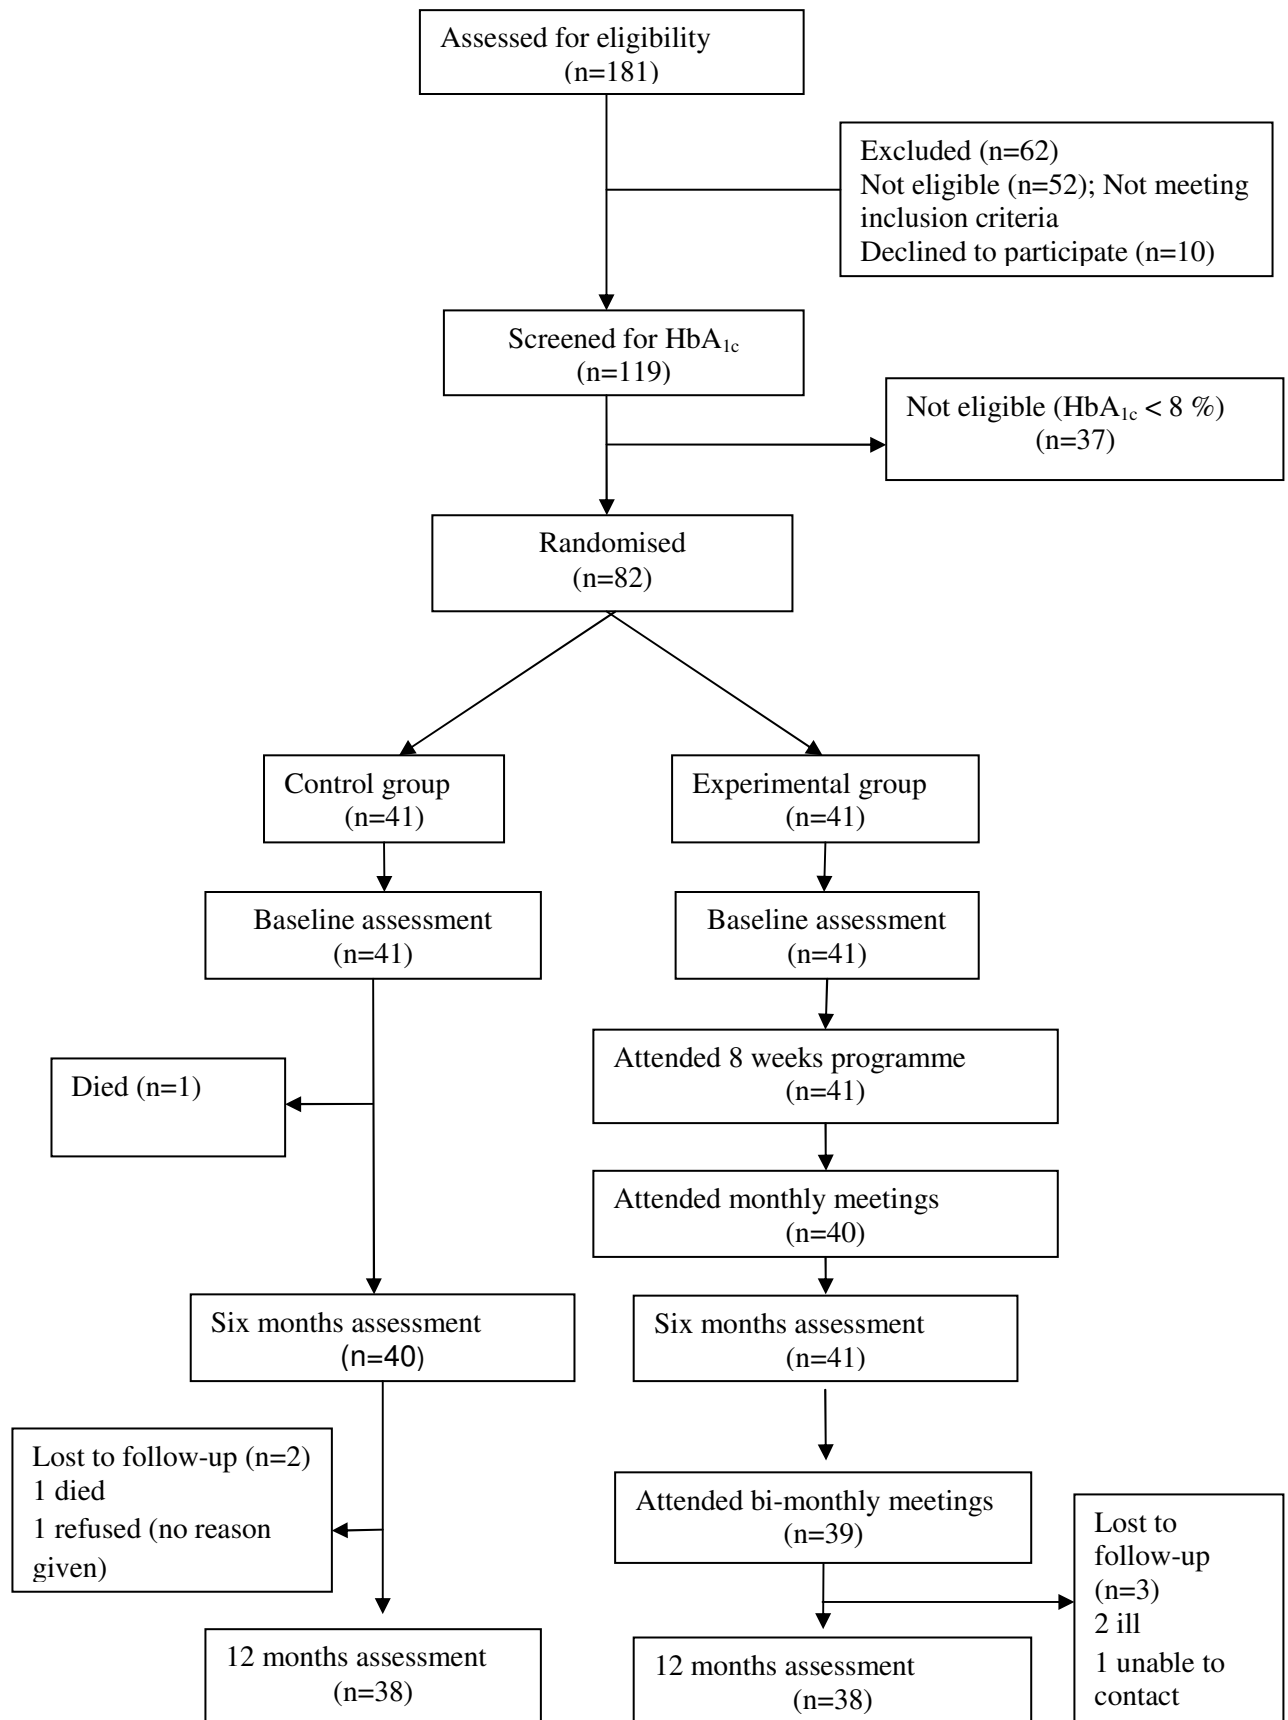 Assessed for eligibility
(n=181)
Excluded (n=62)
Not eligible (n=52); Not meeting
inclusion criteria
Declined to participate (n=10)
Screened for HbA1c
(n=119)
Not eligible (HbA1c < 8 %)
(n=37)
Randomised
(n=82)
Control group
(n=41)
Experimental group
(n=41)
Baseline assessment
(n=41)
Baseline assessment
(n=41)
Attended 8 weeks programme
(n=41)
Died (n=1)
Attended monthly meetings
(n=40)
Six months assessment
(n=40)
Six months assessment
(n=41)
Lost to follow-up (n=2)
1 died
1 refused (no reason
given)
Attended bi-monthly meetings
(n=39)
Lost to
follow-up
(n=3)
2 ill
1 unable to
contact
12 months assessment
(n=38)
12 months assessment
(n=38)